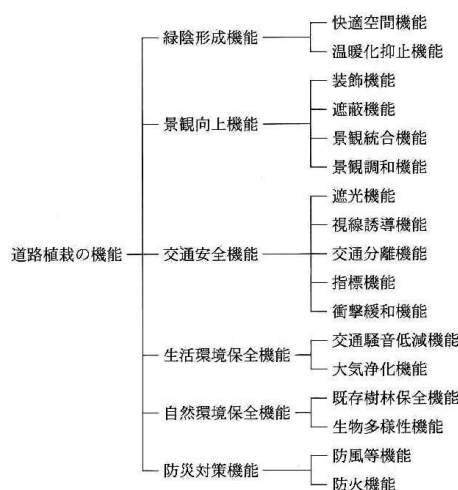 道路植栽の機能
緑陰形成機能
快適空間機能
温暖化抑止機能
景観向上機能
装飾機能
遮蔽機能
景観統合機能
景観調和機能
交通安全機能
遮光機能
視線誘導機能
交通分離機能
指標機能
衝撃緩和機能
生活環境保全機能
交通騒音低減機能
大気浄化機能
自然環境保全機能
既存樹林保全機能
生物多様性機能
防災対策機能
防風等機能
防火機能